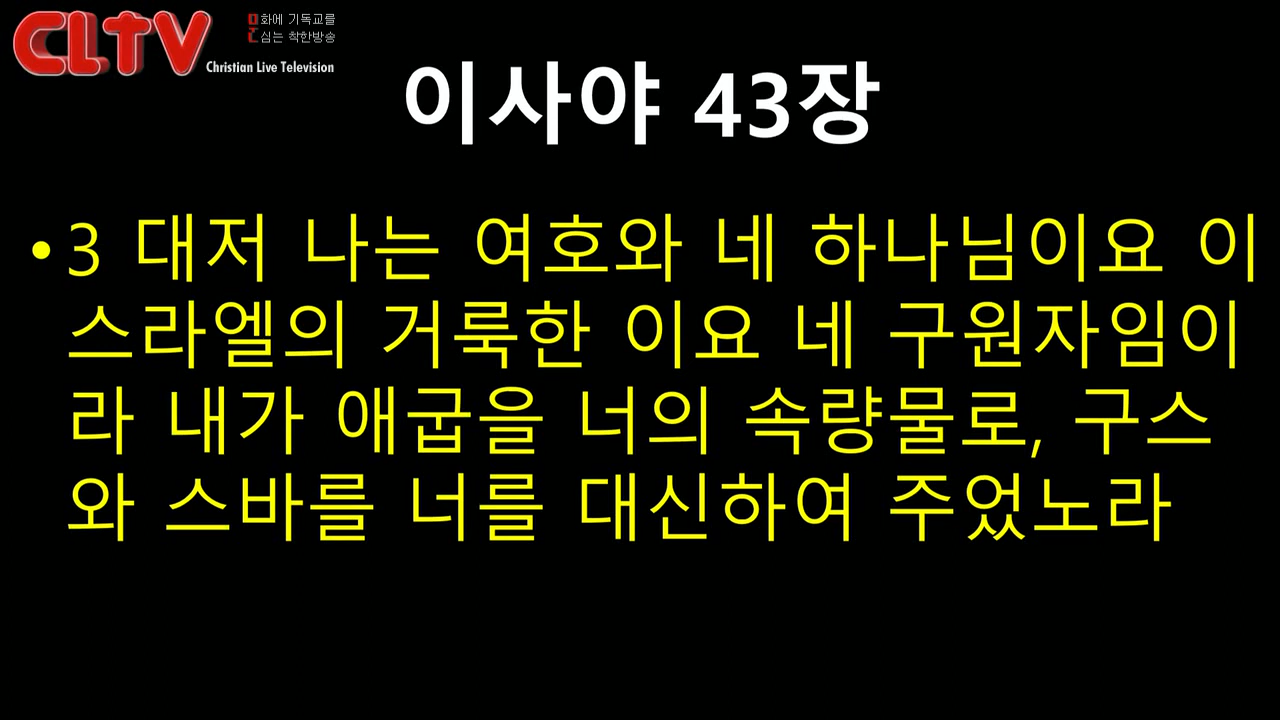 CLTV
문화에 기독교를
심는 착한방송
Christian Live Television
이사야 43장
• 3 대저 나는 여호와 네 하나님이요 이
스라엘의 거룩한 이요 네 구원자임이
라 내가 애굽을 너의 속량물로, 구스
와 스바를 너를 대신하여 주었노라